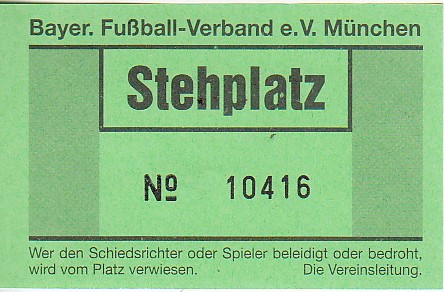 Bayer. Fußball-Verband e.V. München
Stehplatz
Nº 10416
Wer den Schiedsrichter oder Spieler beleidigt oder bedroht,
wird vom Platz verwiesen. Die Vereinsleitung.